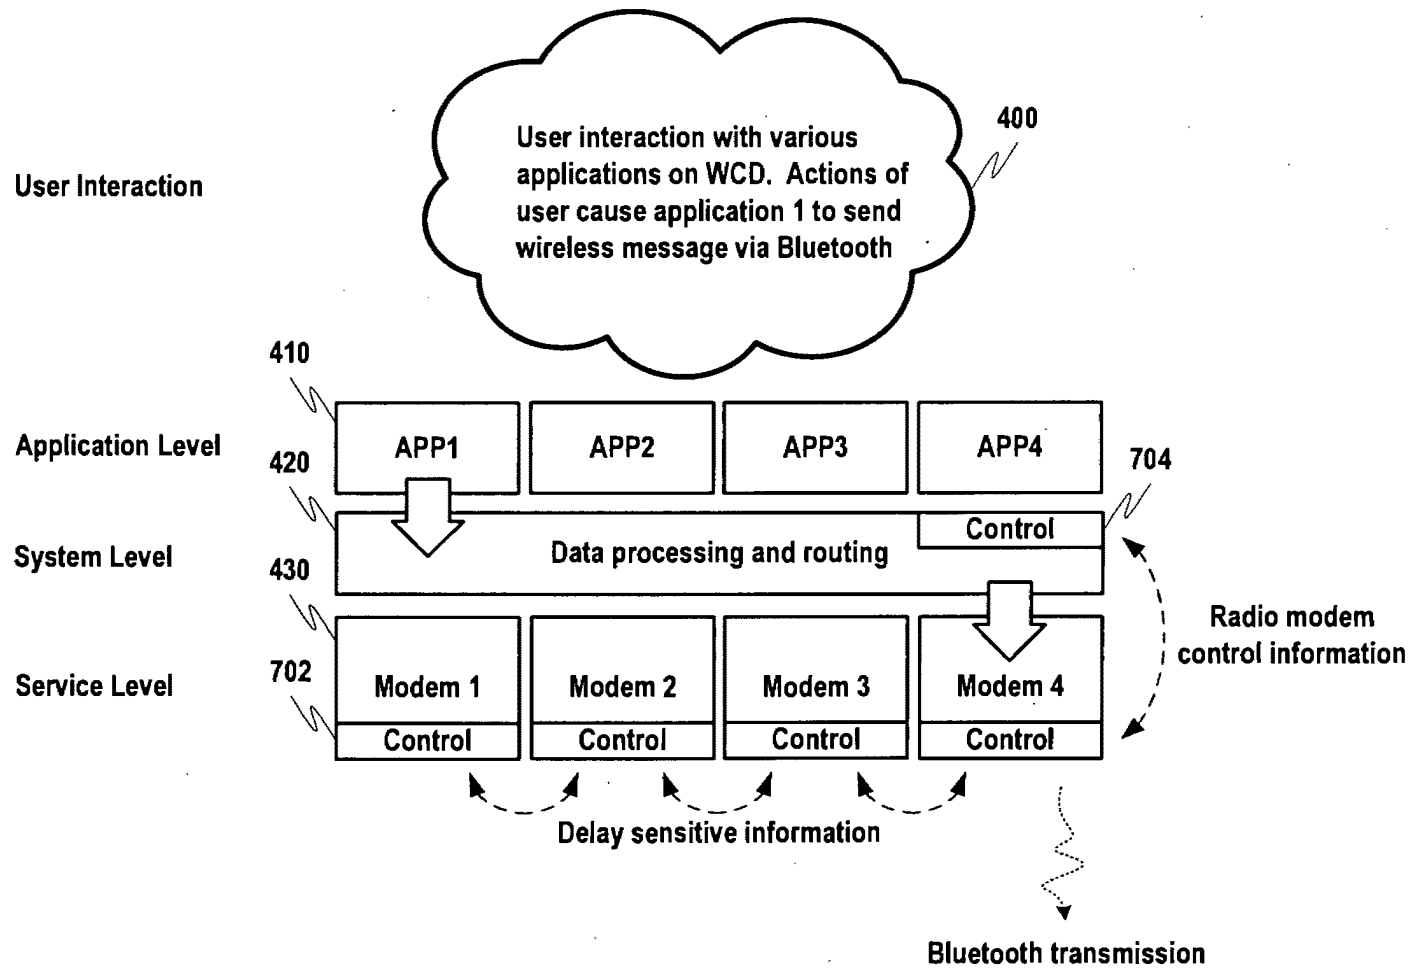 400
User interaction with various
applications on WCD. Actions of
user cause application 1 to send
wireless message via Bluetooth
User Interaction
410
Application Level
APP1
APP2
APP3
APP4
420
704
Control
System Level
Data processing and routing
430
Radio modem
control information
Service Level
702
Modem 1
Modem 2
Modem 3
Modem 4
Control
Control
Control
Control
Delay sensitive information
Bluetooth transmission